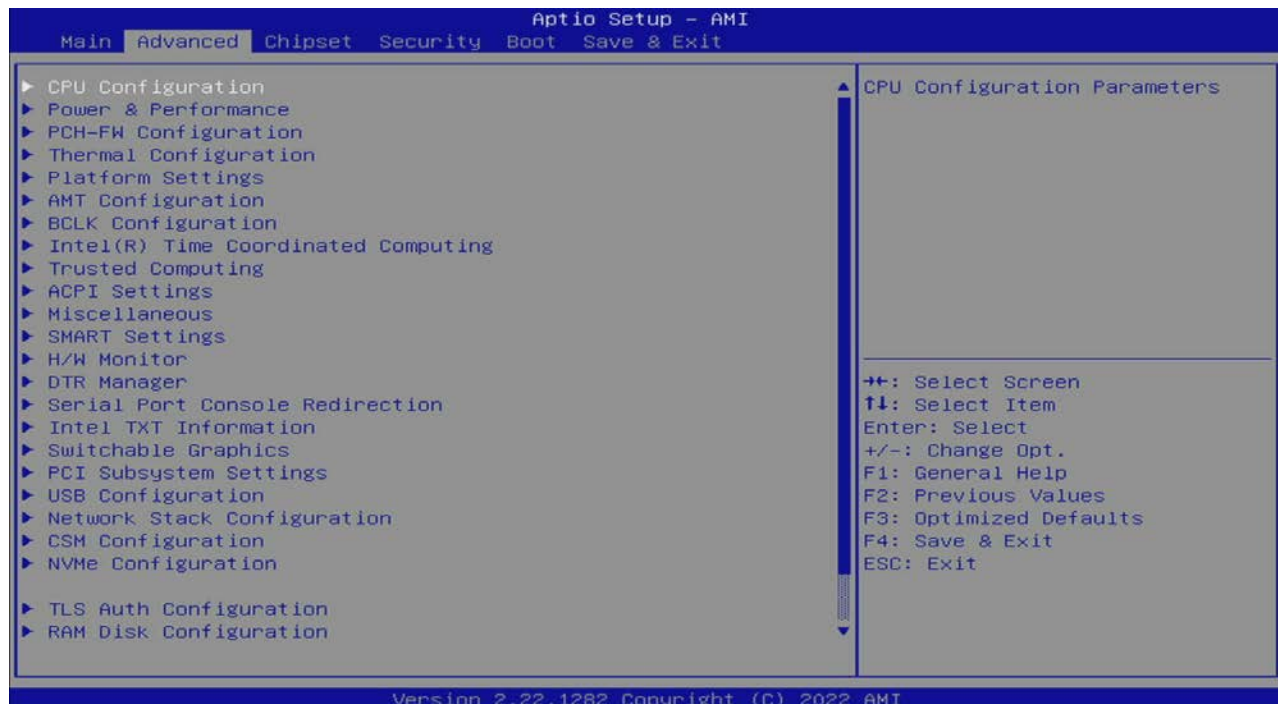 Aptio Setup – AMI
Main Advanced Chipset Security Boot Save & Exit
▶ CPU Configuration
▶ Power & Performance
▶ PCH-FW Configuration
▶ Thermal Configuration
▶ Platform Settings
▶ AMT Configuration
▶ BCLK Configuration
▶ Intel(R) Time Coordinated Computing
▶ Trusted Computing
▶ ACPI Settings
▶ Miscellaneous
▶ SMART Settings
▶ H/W Monitor
▶ DTR Manager
▶ Serial Port Console Redirection
▶ Intel TXT Information
▶ Switchable Graphics
▶ PCI Subsystem Settings
▶ USB Configuration
▶ Network Stack Configuration
▶ CSM Configuration
▶ NVMe Configuration
▶ TLS Auth Configuration
▶ RAM Disk Configuration
CPU Configuration Parameters
→←: Select Screen
↑↓: Select Item
Enter: Select
+/-: Change Opt.
F1: General Help
F2: Previous Values
F3: Optimized Defaults
F4: Save & Exit
ESC: Exit
Version 2.22.1282 Copyright (C) 2022 AMI